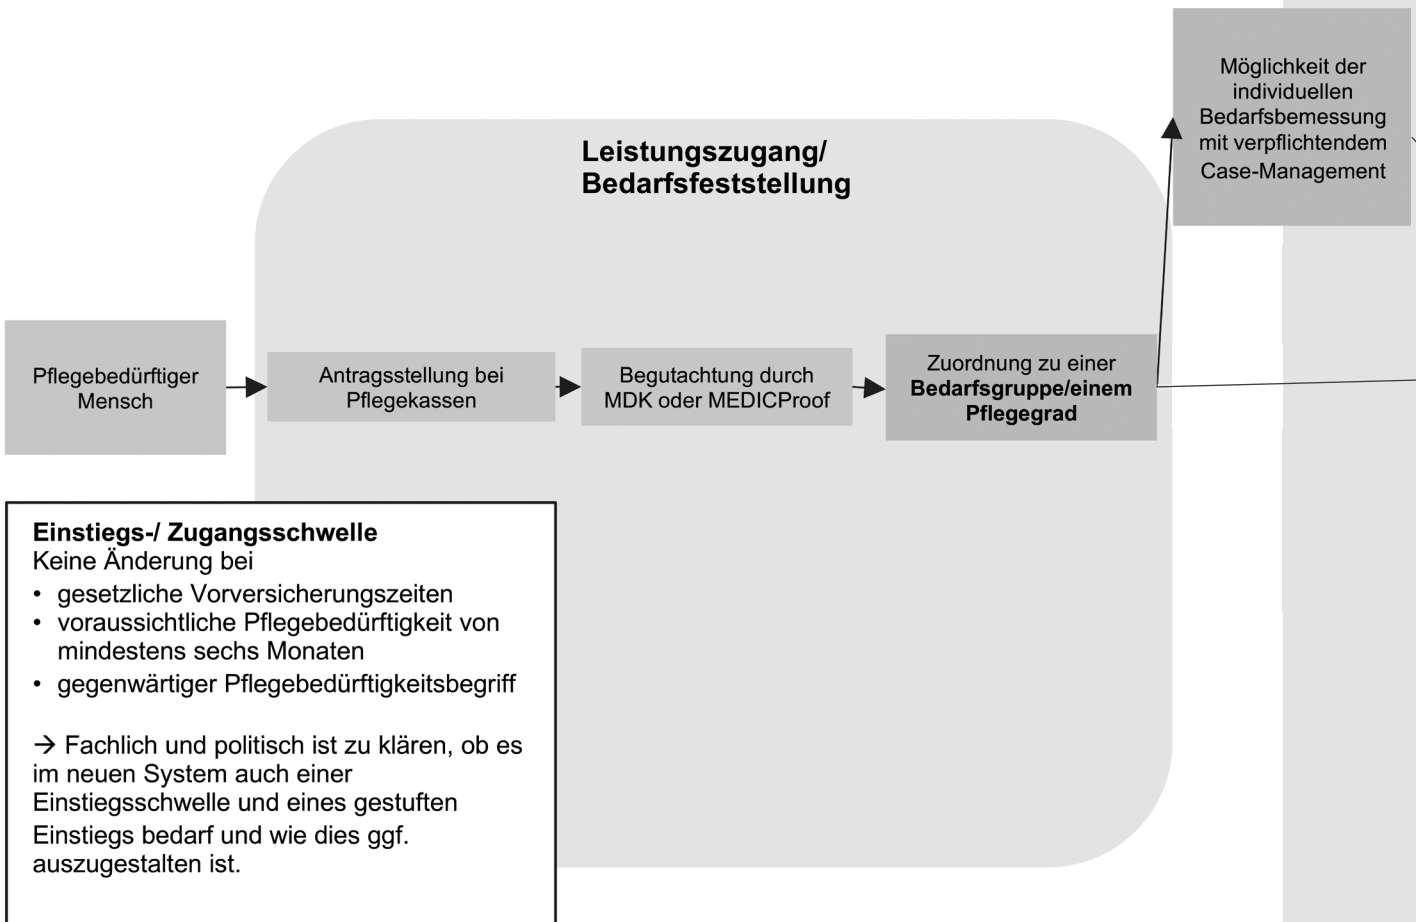 Möglichkeit der
individuellen
Bedarfsbemessung
mit verpflichtendem
Case-Management
Leistungszugang/
Bedarfsfeststellung
Pflegebedürftiger
Mensch
Antragsstellung bei
Pflegekassen
Begutachtung durch
MDK oder MEDICProof
Zuordnung zu einer
Bedarfsgruppe/einem
Pflegegrad
Einstiegs-/ Zugangsschwelle
Keine Änderung bei
• gesetzliche Vorversicherungszeiten
• voraussichtliche Pflegebedürftigkeit von
mindestens sechs Monaten
• gegenwärtiger Pflegebedürftigkeitsbegriff
→ Fachlich und politisch ist zu klären, ob es
im neuen System auch einer
Einstiegsschwelle und eines gestuften
Einstiegs bedarf und wie dies ggf.
auszugestalten ist.